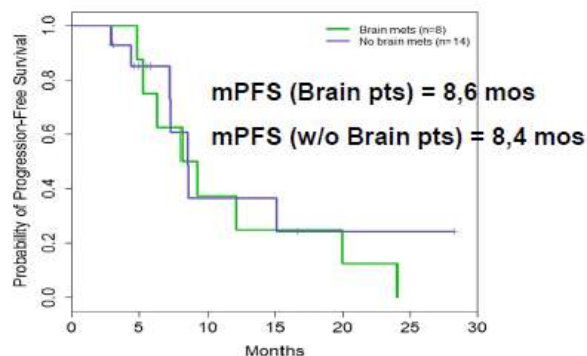 Brain mets (n=8)
No brain mets (n=14)
mPFS (Brain pts) = 8,6 mos
mPFS (w/o Brain pts) = 8,4 mos
Probability of Progression-Free Survival
1.0
0.8
0.6
0.4
0.2
0.0
0 5 10 15 20 25 30
Months